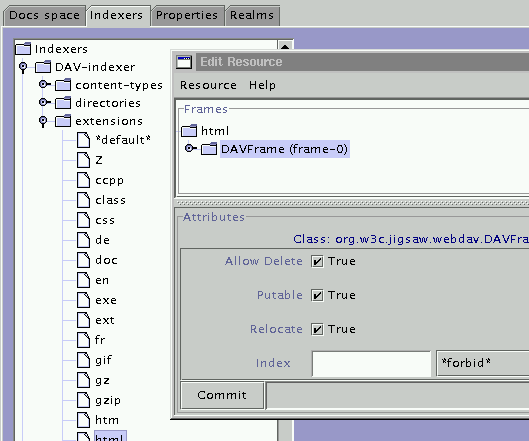 Docs space Indexers Properties Realms
Indexers
DAV-indexer
content-types
directories
extensions
*default*
Z
ccpp
class
css
de
doc
en
exe
ext
fr
gif
gz
gzip
htm
html
Edit Resource
Resource Help
Frames
html
DAVFrame (frame-0)
Attributes
Class: org.w3c.jigsaw.webdav.DAVFra
Allow Delete True
Putable True
Relocate True
Index *forbid*
Commit